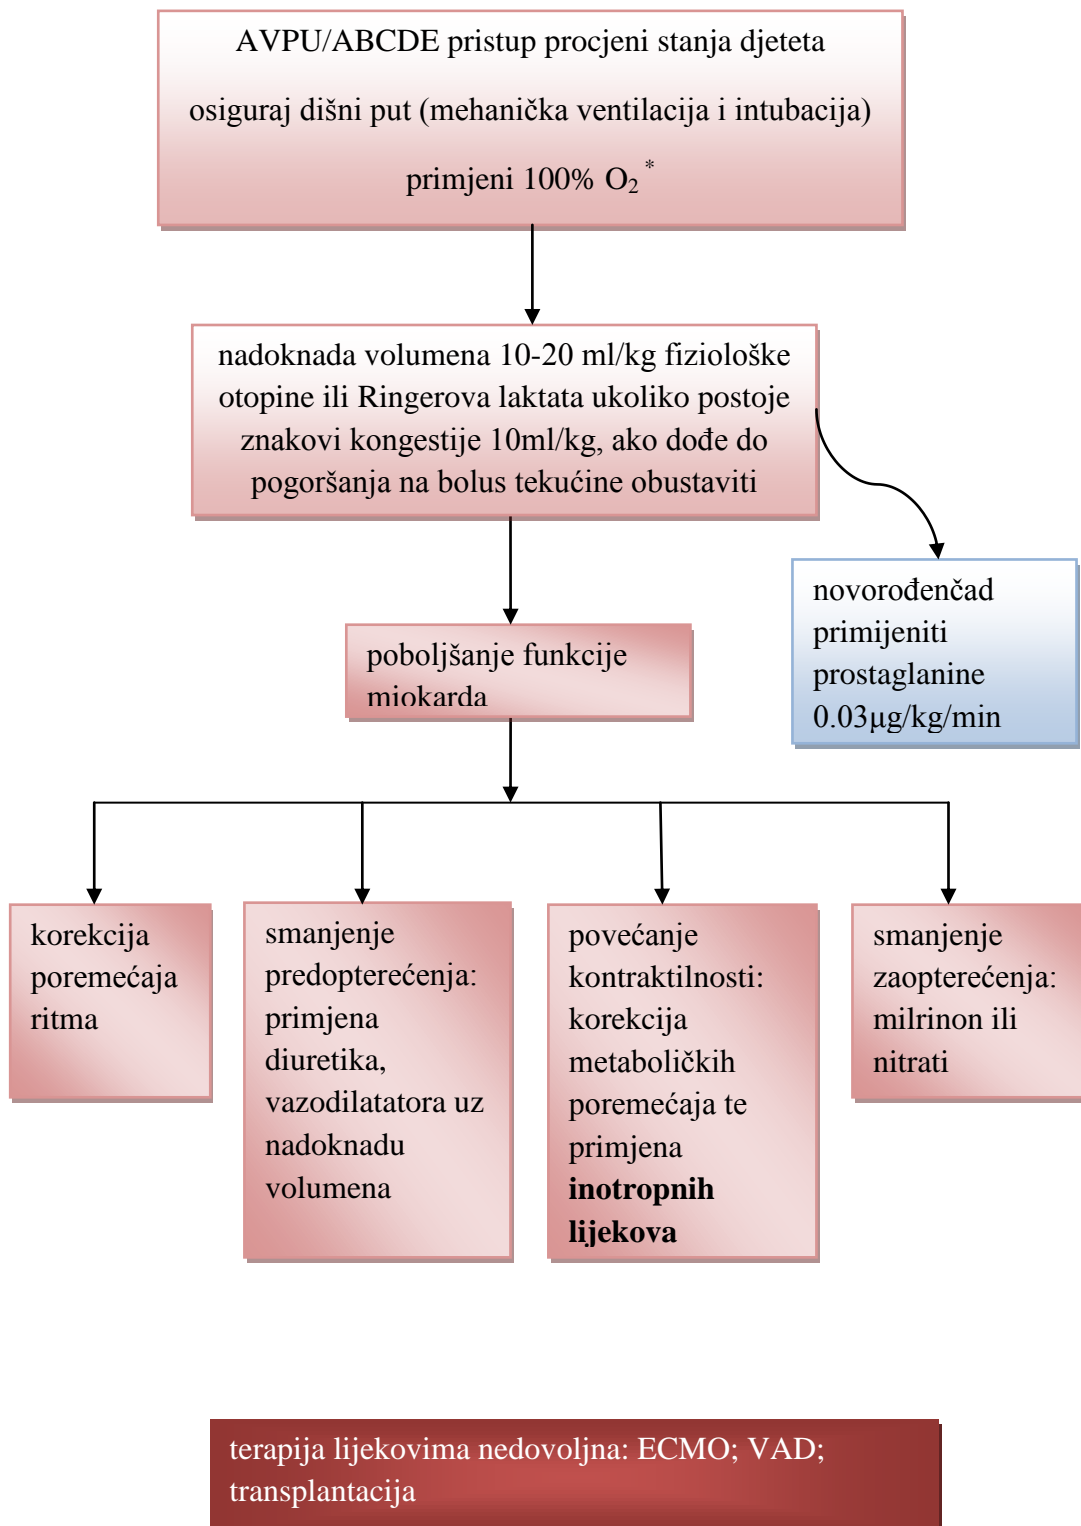 AVPU/ABCDE pristup procjeni stanja djeteta
osiguraj dišni put (mehanička ventilacija i intubacija)
primjeni 100% O₂ *
nadoknada volumena 10-20 ml/kg fiziološke
otopine ili Ringerova laktata ukoliko postoje
znakovi kongestije 10ml/kg, ako dođe do
pogoršanja na bolus tekućine obustaviti
novorođenčad
primijeniti
prostaglanine
0.03µg/kg/min
poboljšanje funkcije
miokarda
korekcija
poremećaja
ritma
smanjenje
predopterećenja:
primjena
diuretika,
vazodilatatora uz
nadoknadu
volumena
povećanje
kontraktilnosti:
korekcija
metaboličkih
poremećaja te
primjena
inotropnih
lijekova
smanjenje
zaopterećenja:
milrinon ili
nitrati
terapija lijekovima nedovoljna: ECMO; VAD;
transplantacija